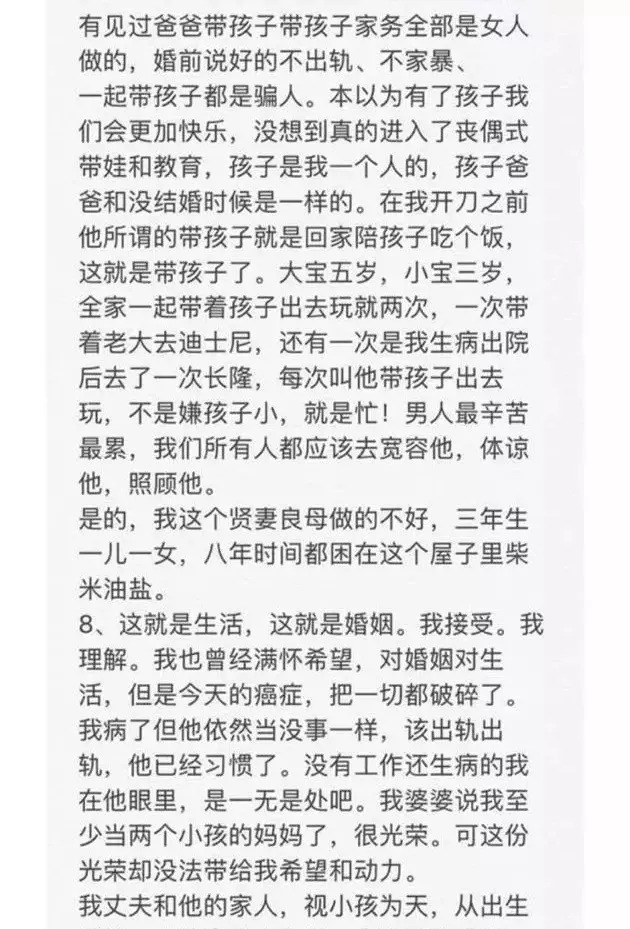 有见过爸爸带孩子带孩子家务全部是女人
做的，婚前说好的不出轨、不家暴、
一起带孩子都是骗人。本以为有了孩子我
们会更加快乐，没想到真的进入了丧偶式
带娃和教育，孩子是我一个人的，孩子爸
爸和没结婚时候是一样的。在我开刀之前
他所谓的带孩子就是回家陪孩子吃个饭，
这就是带孩子了。大宝五岁，小宝三岁，
全家一起带着孩子出去玩就两次，一次带
着老大去迪士尼，还有一次是我生病出院
后去了一次长隆，每次叫他带孩子出去
玩，不是嫌孩子小，就是忙！男人最辛苦
最累，我们所有人都应该去宽容他，体谅
他，照顾他。
是的，我这个贤妻良母做的不好，三年生
一儿一女，八年时间都困在这个屋子里柴
米油盐。
8、这就是生活，这就是婚姻。我接受。我
理解。我也曾经满怀希望，对婚姻对生
活，但是今天的癌症，把一切都破碎了。
我病了但他依然当没事一样，该出轨出
轨，他已经习惯了。没有工作还生病的我
在他眼里，是一无是处吧。我婆婆说我至
少当两个小孩的妈妈了，很光荣。可这份
光荣却没法带给我希望和动力。
我丈夫和他的家人，视小孩为天，从出生